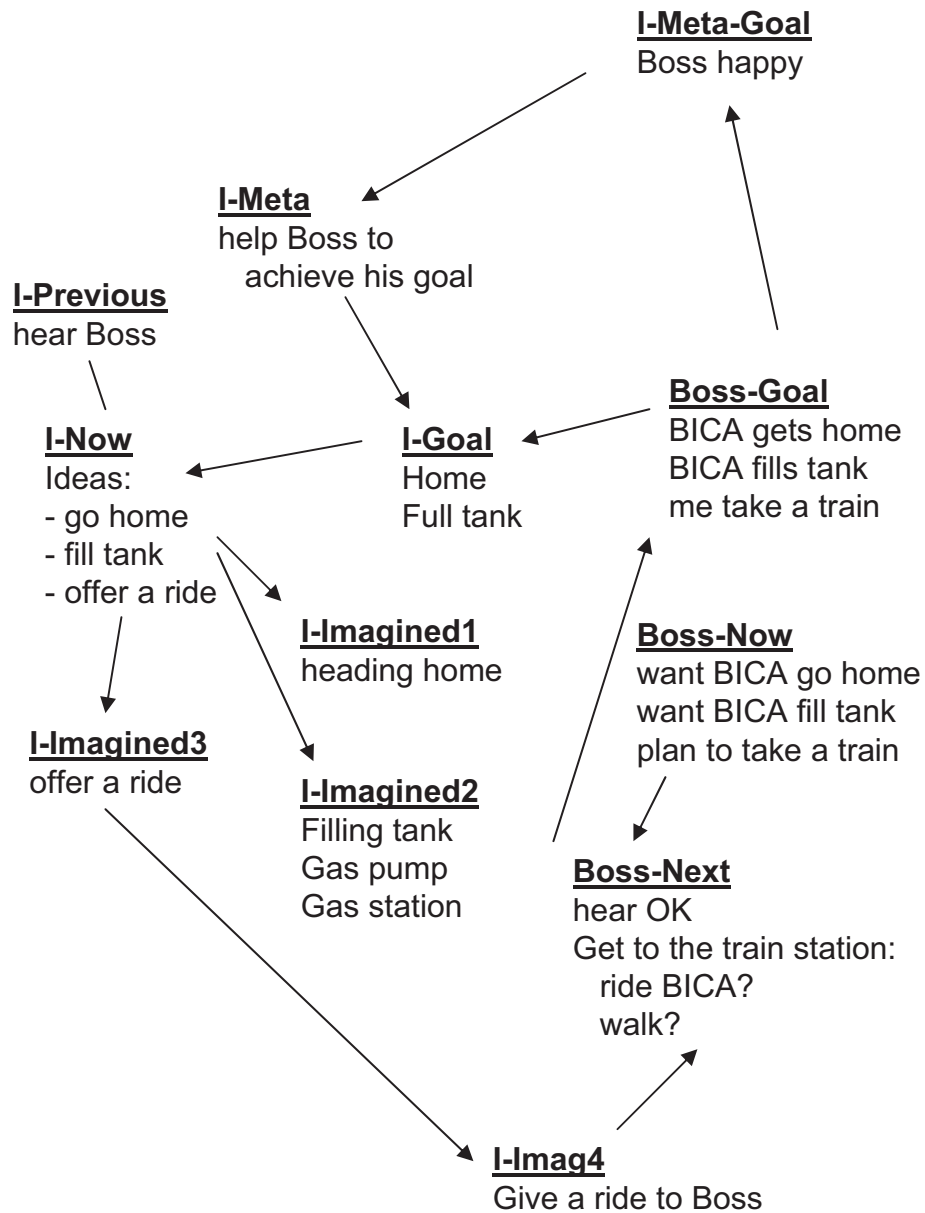 I-Meta-Goal
Boss happy
I-Meta
help Boss to
achieve his goal
I-Previous
hear Boss
Boss-Goal
BICA gets home
BICA fills tank
me take a train
I-Now
Ideas:
- go home
- fill tank
- offer a ride
I-Goal
Home
Full tank
I-Imagined1
heading home
Boss-Now
want BICA go home
want BICA fill tank
plan to take a train
I-Imagined3
offer a ride
I-Imagined2
Filling tank
Gas pump
Gas station
Boss-Next
hear OK
Get to the train station:
ride BICA?
walk?
I-Imag4
Give a ride to Boss